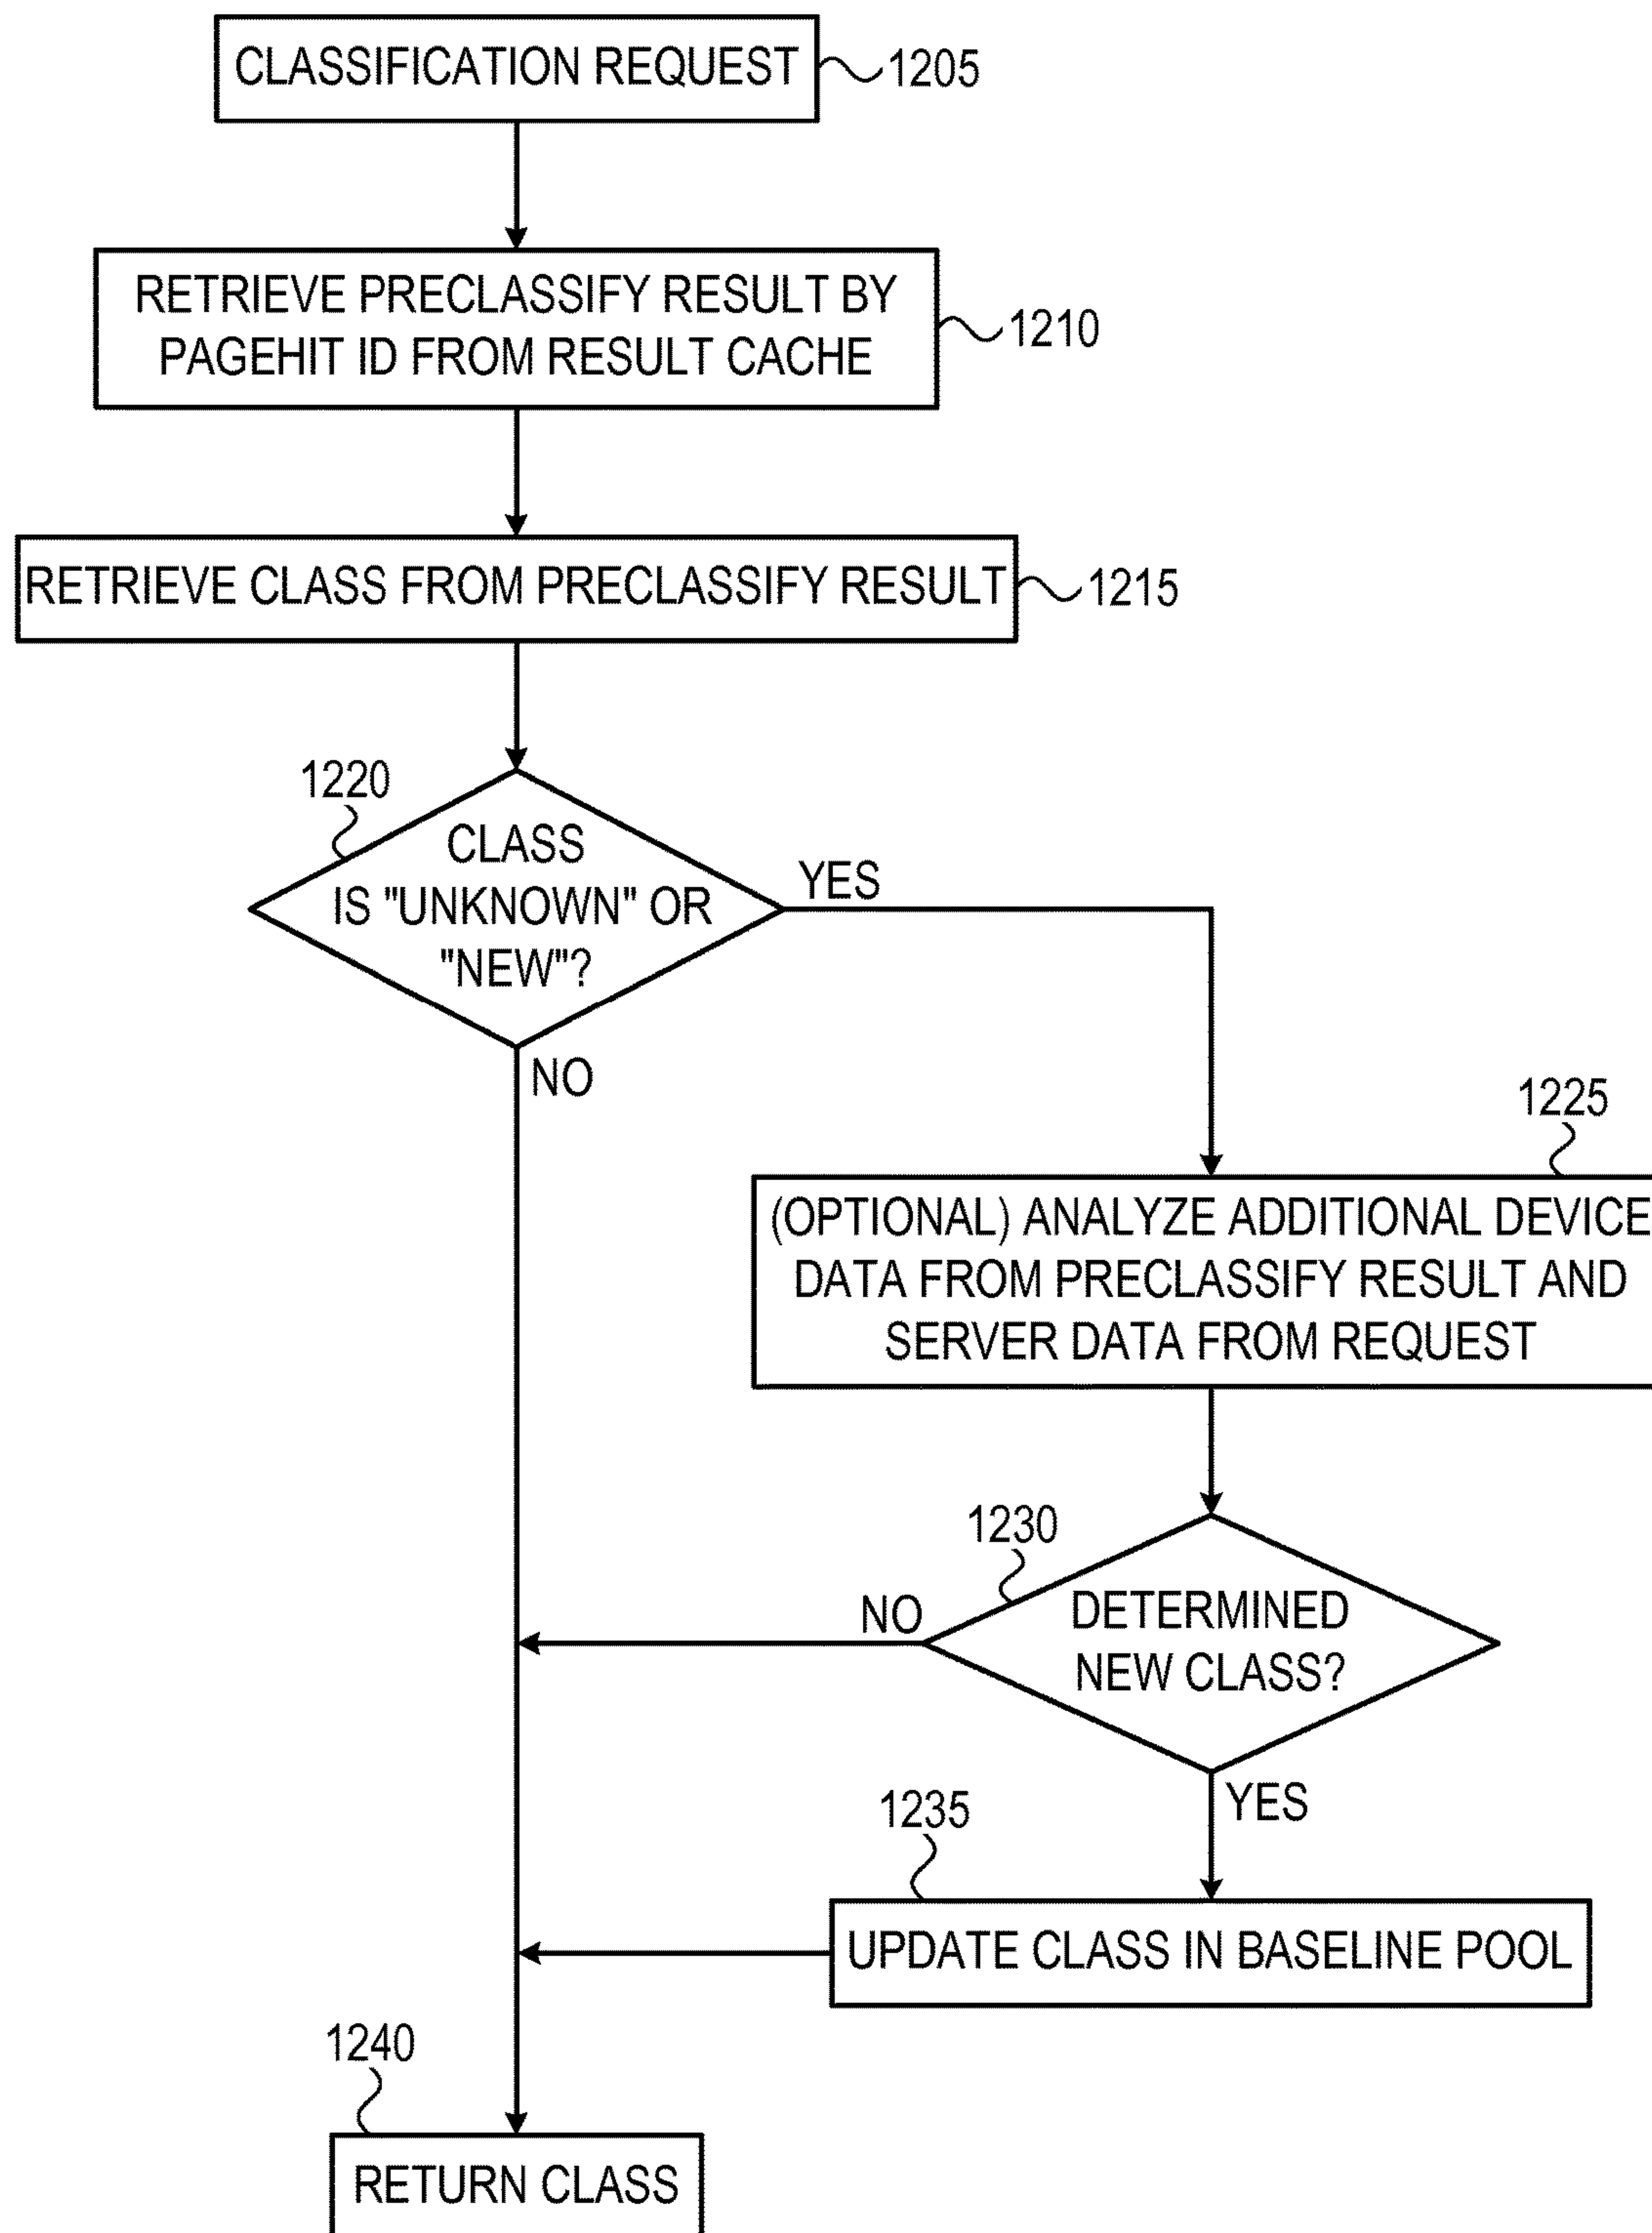 CLASSIFICATION REQUEST
1205
RETRIEVE PRECLASSIFY RESULT BY
PAGEHIT ID FROM RESULT CACHE
1210
RETRIEVE CLASS FROM PRECLASSIFY RESULT
1215
1220
CLASS
IS "UNKNOWN" OR
"NEW"?
YES
NO
1225
(OPTIONAL) ANALYZE ADDITIONAL DEVICE
DATA FROM PRECLASSIFY RESULT AND
SERVER DATA FROM REQUEST
1230
DETERMINED
NEW CLASS?
NO
YES
1235
UPDATE CLASS IN BASELINE POOL
1240
RETURN CLASS